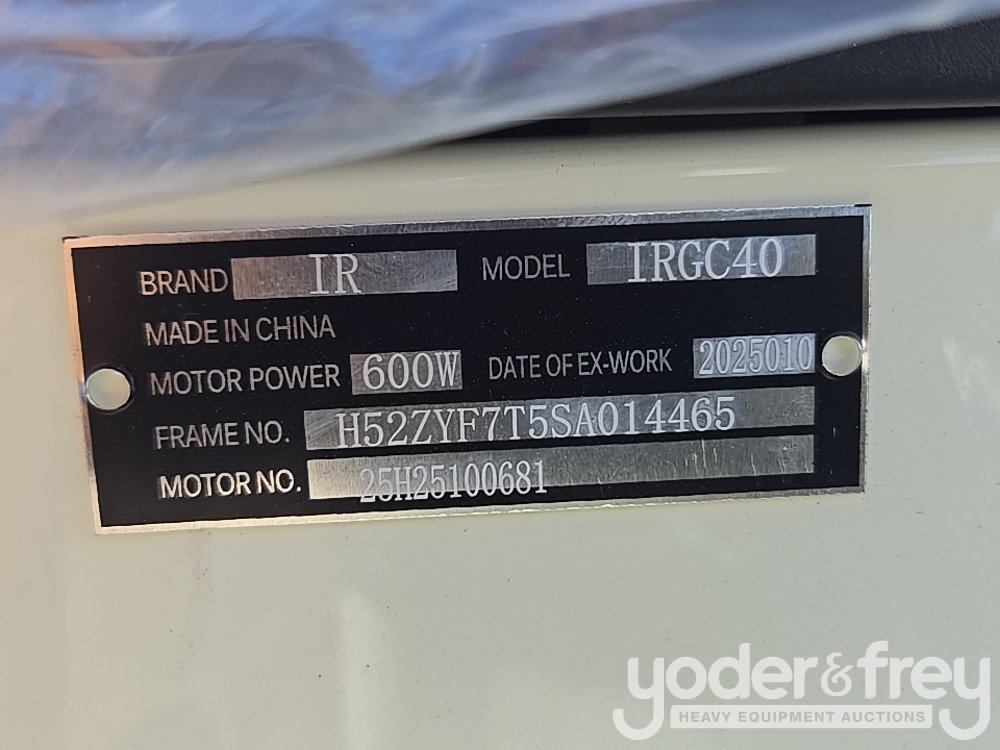 BRAND IR MODEL IRGC40
MADE IN CHINA
MOTOR POWER 600W DATE OF EX-WORK 2025010
FRAME NO. H52ZYF7T5SA014465
MOTOR NO. 25H25100681
yoder&frey
HEAVY EQUIPMENT AUCTIONS